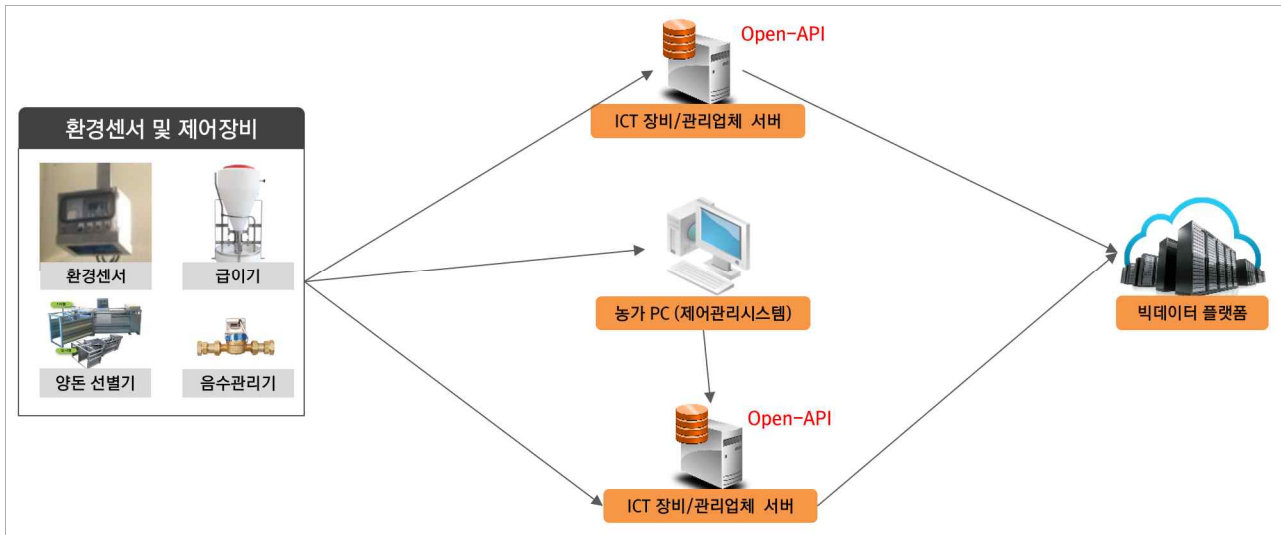 Open-API
ICT 장비/관리업체 서버
환경센서 및 제어장비
환경센서
급이기
양돈 선별기
음수관리기
농가 PC (제어관리시스템)
빅데이터 플랫폼
Open-API
ICT 장비/관리업체 서버